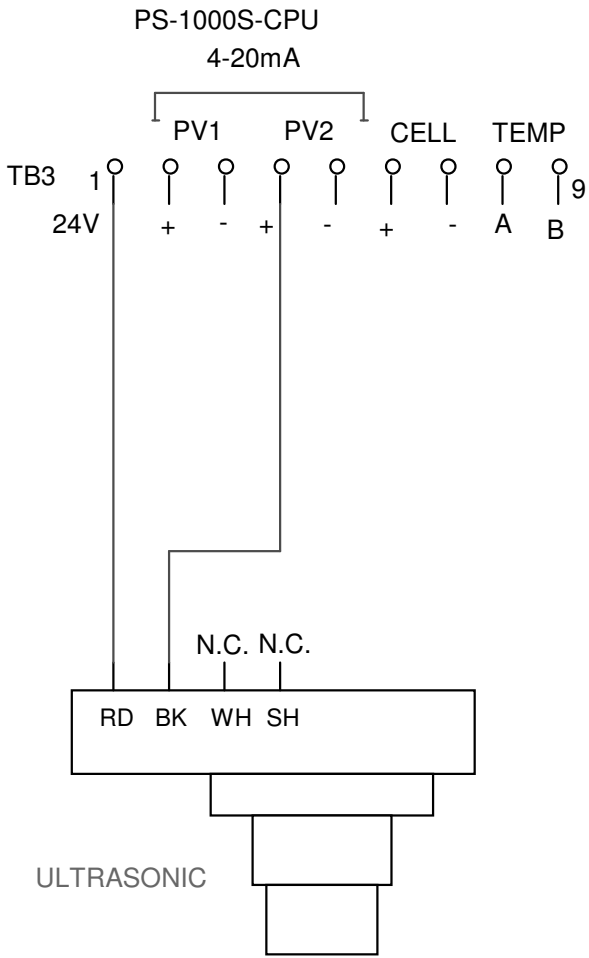 PS-1000S-CPU
4-20mA
PV1 PV2 CELL TEMP
TB3 1 9
24V + - + - + - A B
N.C. N.C.
RD BK WH SH
ULTRASONIC